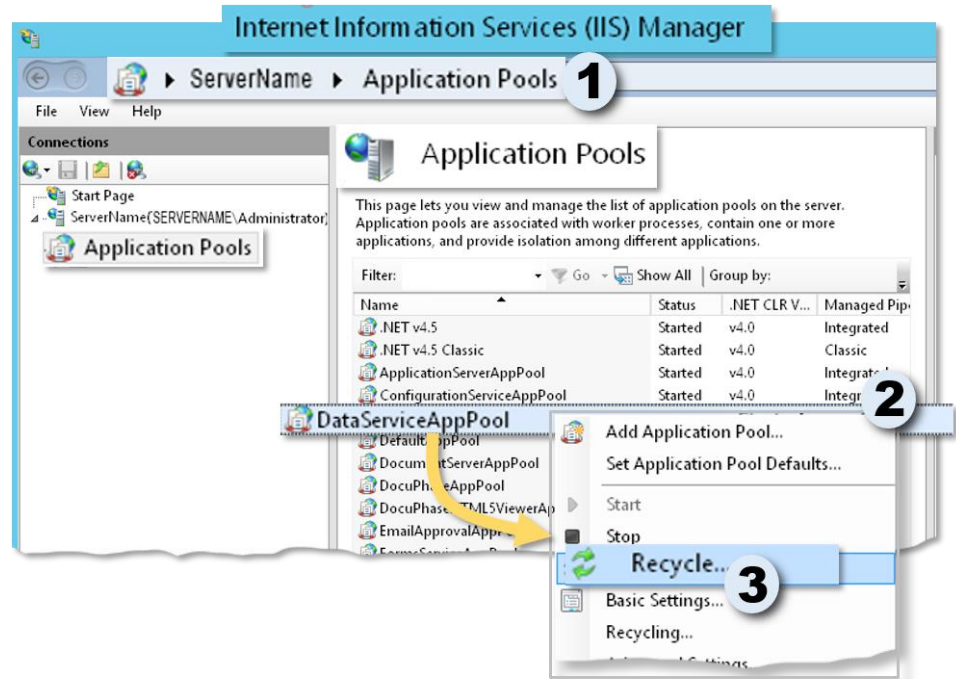 Internet Information Services (IIS) Manager
ServerName ▸ Application Pools 1
File View Help
Connections
Start Page
ServerName(SERVERNAME\Administrator)
Application Pools
Application Pools
This page lets you view and manage the list of application pools on the server.
Application pools are associated with worker processes, contain one or more
applications, and provide isolation among different applications.
Filter: Go Show All Group by:
Name Status .NET CLR V... Managed Pip
.NET v4.5 Started v4.0 Integrated
.NET v4.5 Classic Started v4.0 Classic
ApplicationServerAppPool Started v4.0 Integrated
ConfigurationServiceAppPool Started v4.0 Integr
2
DataServiceAppPool
DefaultAppPool
DocumentServerAppPool
DocuPhaseAppPool
DocuPhaseHTML5ViewerAp
EmailApprovalAppP
Add Application Pool...
Set Application Pool Defaults...
Start
Stop
Recycle...
3
Basic Settings...
Recycling...